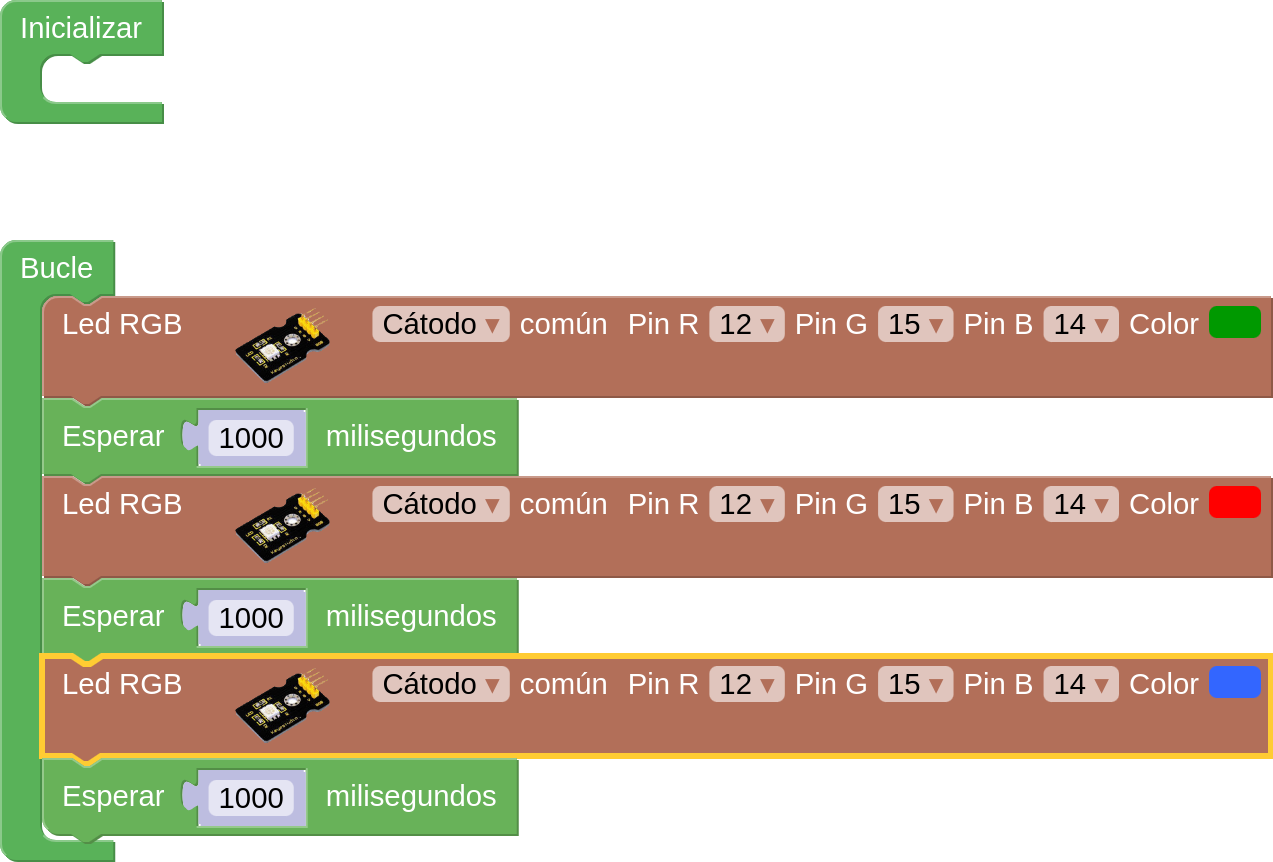 Inicializar
Bucle
Led RGB Cátodo ▾ común Pin R 12 ▾ Pin G 15 ▾ Pin B 14 ▾ Color
Esperar 1000 milisegundos
Led RGB Cátodo ▾ común Pin R 12 ▾ Pin G 15 ▾ Pin B 14 ▾ Color
Esperar 1000 milisegundos
Led RGB Cátodo ▾ común Pin R 12 ▾ Pin G 15 ▾ Pin B 14 ▾ Color
Esperar 1000 milisegundos